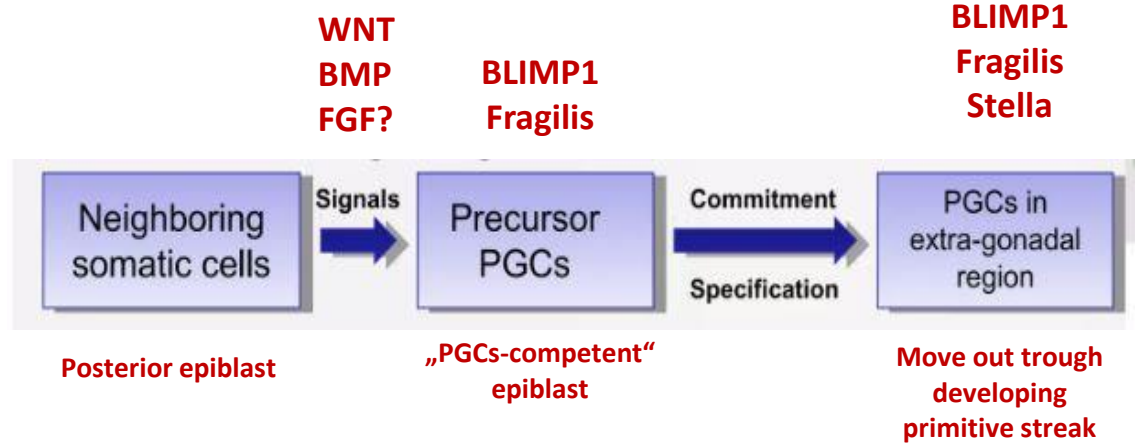 WNT
BMP
FGF?
BLIMP1
Fragilis
BLIMP1
Fragilis
Stella
Neighboring
somatic cells
Signals
Precursor
PGCs
Commitment
Specification
PGCs in
extra-gonadal
region
Posterior epiblast
„PGCs-competent“
epiblast
Move out trough
developing
primitive streak